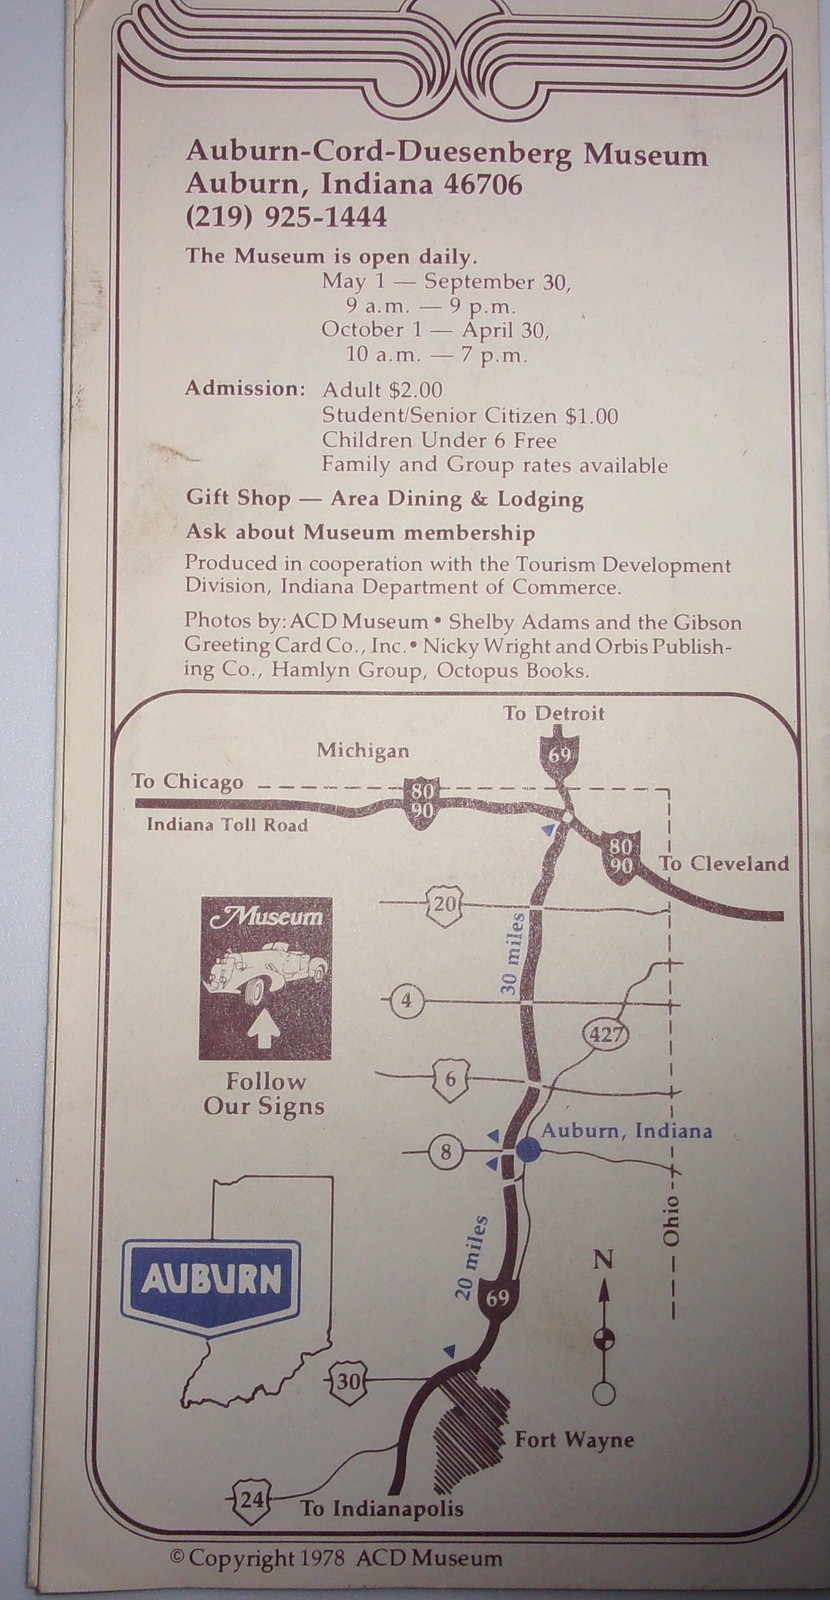 Auburn-Cord-Duesenberg Museum
Auburn, Indiana 46706
(219) 925-1444
The Museum is open daily.
May 1 — September 30,
9 a.m. — 9 p.m.
October 1 — April 30,
10 a.m. — 7 p.m.
Admission: Adult $2.00
Student/Senior Citizen $1.00
Children Under 6 Free
Family and Group rates available
Gift Shop — Area Dining & Lodging
Ask about Museum membership
Produced in cooperation with the Tourism Development
Division, Indiana Department of Commerce.
Photos by: ACD Museum • Shelby Adams and the Gibson
Greeting Card Co., Inc. • Nicky Wright and Orbis Publish-
ing Co., Hamlyn Group, Octopus Books.
To Detroit
69
Michigan
To Chicago
80
90
Indiana Toll Road
80
90
To Cleveland
20
30 miles
Museum
4
427
Follow
Our Signs
6
Auburn, Indiana
8
Ohio
20 miles
AUBURN
N
69
30
Fort Wayne
24
To Indianapolis
© Copyright 1978 ACD Museum